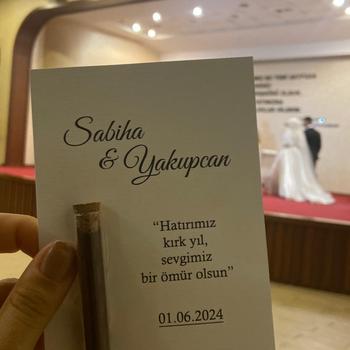 Sabiha
& Yakupcan
“Hatırımız
kırk yıl,
sevgimiz
bir ömür olsun”
01.06.2024